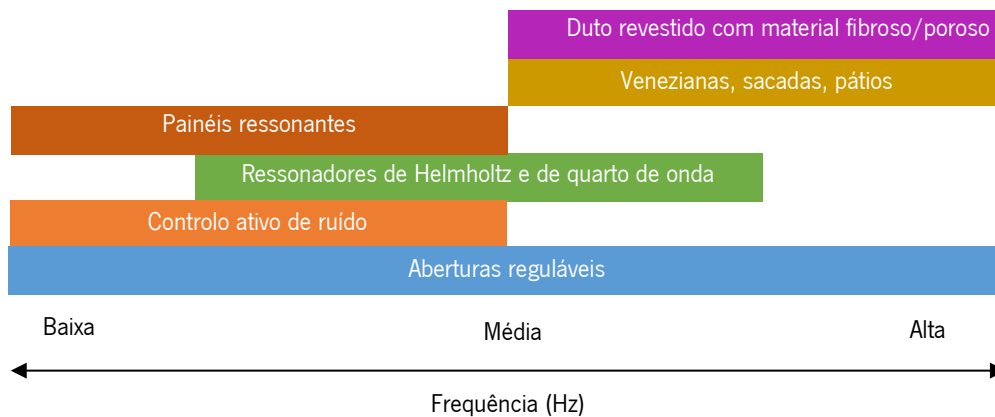 Duto revestido com material fibroso/poroso
Venezianas, sacadas, pátios
Painéis ressonantes
Ressonadores de Helmholtz e de quarto de onda
Controlo ativo de ruído
Aberturas reguláveis
Baixa
Média
Alta
Frequência (Hz)